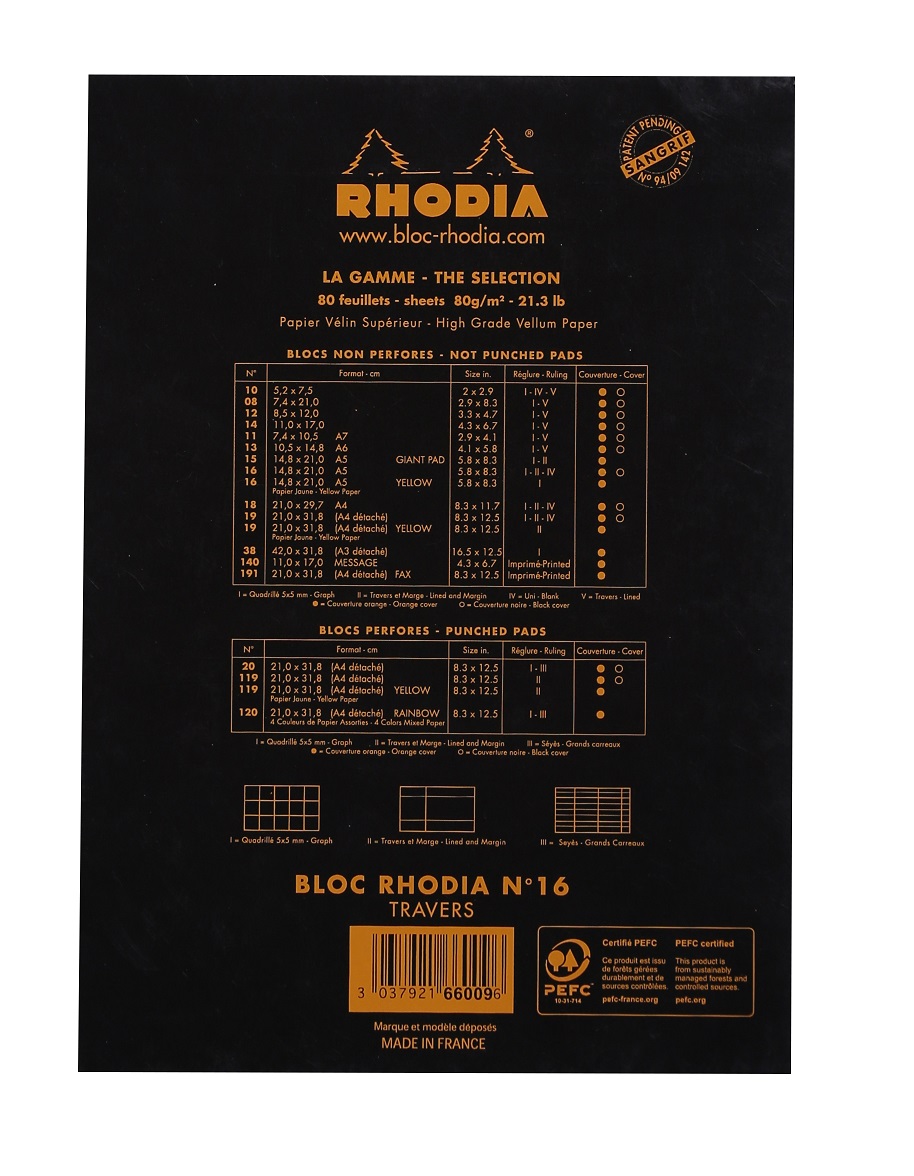 PATENT PENDING
SANGRIF
N° 94/09 142
®
RHODIA
www.bloc-rhodia.com
LA GAMME - THE SELECTION
80 feuillets - sheets 80g/m² - 21.3 lb
Papier Vélin Supérieur - High Grade Vellum Paper
BLOCS NON PERFORES - NOT PUNCHED PADS
N° Format - cm Size in. Réglure - Ruling Couverture - Cover
10 5,2 x 7,5 2 x 2.9 I - IV - V
08 7,4 x 21,0 2.9 x 8.3 I - V
12 8,5 x 12,0 3.3 x 4.7 I - V
14 11,0 x 17,0 4.3 x 6.7 I - V
11 7,4 x 10,5 A7 2.9 x 4.1 I - V
13 10,5 x 14,8 A6 4.1 x 5.8 I - V
15 14,8 x 21,0 A5 GIANT PAD 5.8 x 8.3 I - II
16 14,8 x 21,0 A5 5.8 x 8.3 I - II - IV
16 14,8 x 21,0 A5 YELLOW 5.8 x 8.3 I
Papier Jaune - Yellow Paper
18 21,0 x 29,7 A4 8.3 x 11.7 I - II - IV
19 21,0 x 31,8 (A4 détaché) 8.3 x 12.5 I - II - IV
19 21,0 x 31,8 (A4 détaché) YELLOW 8.3 x 12.5 II
Papier Jaune - Yellow Paper
38 42,0 x 31,8 (A3 détaché) 16.5 x 12.5 I
140 11,0 x 17,0 MESSAGE 4.3 x 6.7 Imprimé-Printed
191 21,0 x 31,8 (A4 détaché) FAX 8.3 x 12.5 Imprimé-Printed
I = Quadrillé 5x5 mm - Graph II = Travers et Marge - Lined and Margin IV = Uni - Blank V = Travers - Lined
= Couverture orange - Orange cover O = Couverture noire - Black cover
BLOCS PERFORES - PUNCHED PADS
N° Format - cm Size in. Réglure - Ruling Couverture - Cover
20 21,0 x 31,8 (A4 détaché) 8.3 x 12.5 I - III
119 21,0 x 31,8 (A4 détaché) 8.3 x 12.5 II
119 21,0 x 31,8 (A4 détaché) YELLOW 8.3 x 12.5 II
Papier Jaune - Yellow Paper
120 21,0 x 31,8 (A4 détaché) RAINBOW 8.3 x 12.5 I - III
4 Couleurs de Papier Assorties - 4 Colors Mixed Paper
I = Quadrillé 5x5 mm - Graph II = Travers et Marge - Lined and Margin III = Séyés - Grands carreaux
= Couverture orange - Orange cover O = Couverture noire - Black cover
I = Quadrillé 5x5 mm - Graph II = Travers et Marge - Lined and Margin III = Seyés - Grands Carreaux
BLOC RHODIA N°16
TRAVERS
3 037921 660096
Marque et modèle déposés
MADE IN FRANCE
PEFC
10-31-714
Certifié PEFC
Ce produit est issu
de forêts gérées
durablement et de
sources contrôlées.
pefc-france.org
PEFC certified
This product is
from sustainably
managed forests and
controlled sources.
pefc.org